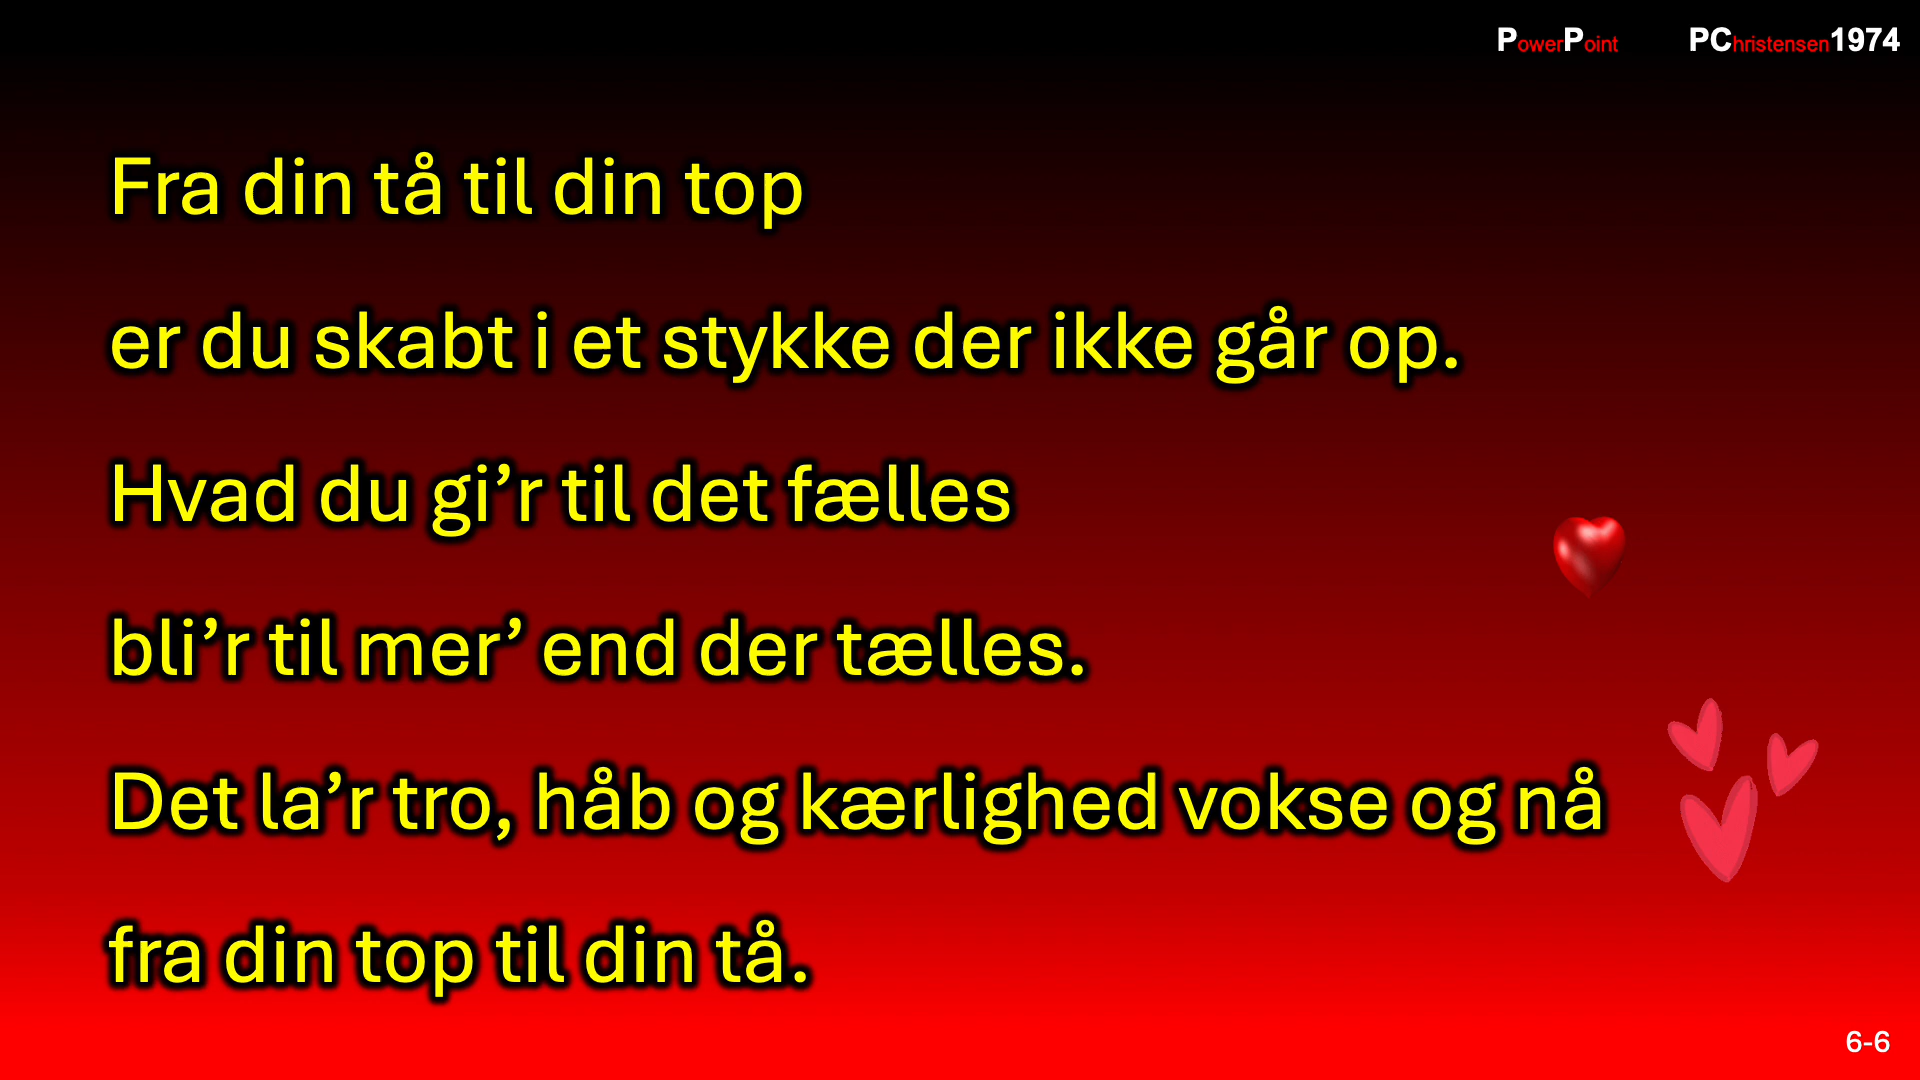 PowerPoint PChristensen1974
Fra din tå til din top
er du skabt i et stykke der ikke går op.
Hvad du gi’r til det fælles
bli’r til mer’ end der tælles.
Det la’r tro, håb og kærlighed vokse og nå
fra din top til din tå.
6-6